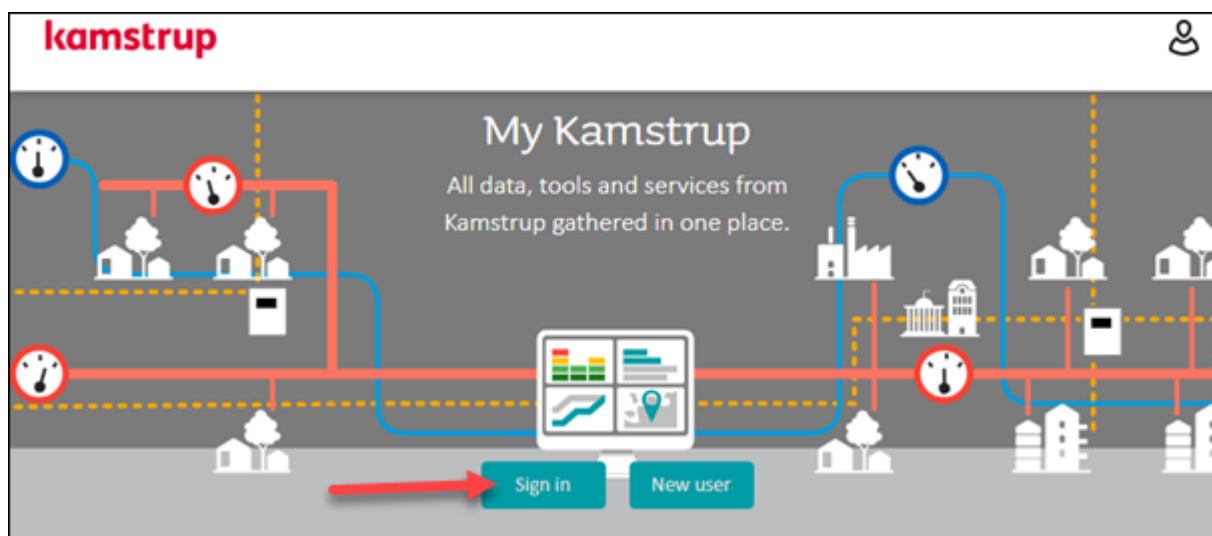 kamstrup
My Kamstrup
All data, tools and services from
Kamstrup gathered in one place.
Sign in
New user